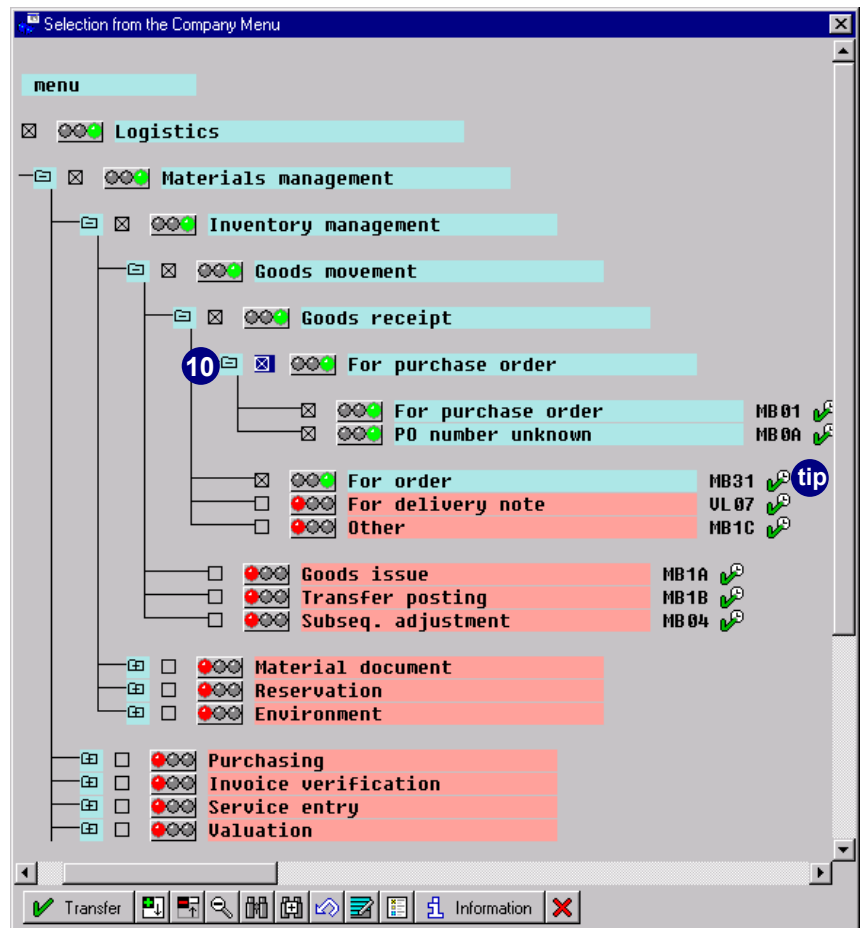 Selection from the Company Menu
menu
Logistics
Materials management
Inventory management
Goods movement
Goods receipt
10 For purchase order
For purchase order MB01
PO number unknown MB0A
For order MB31 tip
For delivery note VL07
Other MB1C
Goods issue MB1A
Transfer posting MB1B
Subseq. adjustment MB04
Material document
Reservation
Environment
Purchasing
Invoice verification
Service entry
Valuation
Transfer Information